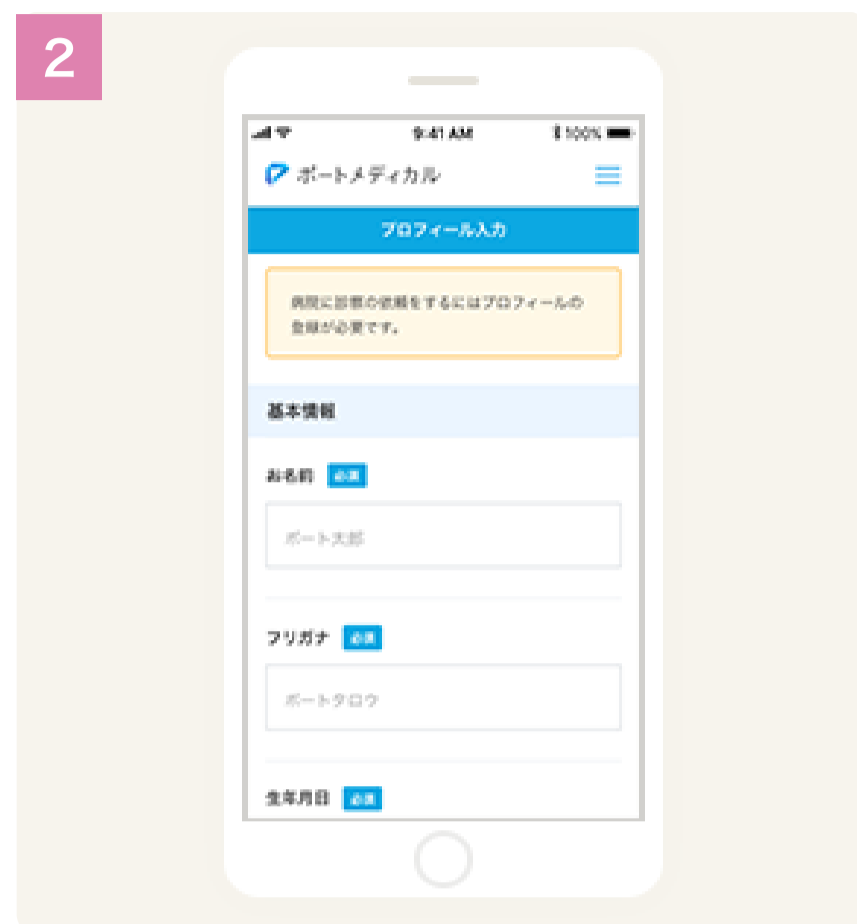 2
9:41 AM
100%
ポートメディカル
プロフィール入力
病院に診察の依頼をするにはプロフィールの
登録が必要です。
基本情報
お名前 必須
ポート太郎
フリガナ 必須
ポートタロウ
生年月日 必須